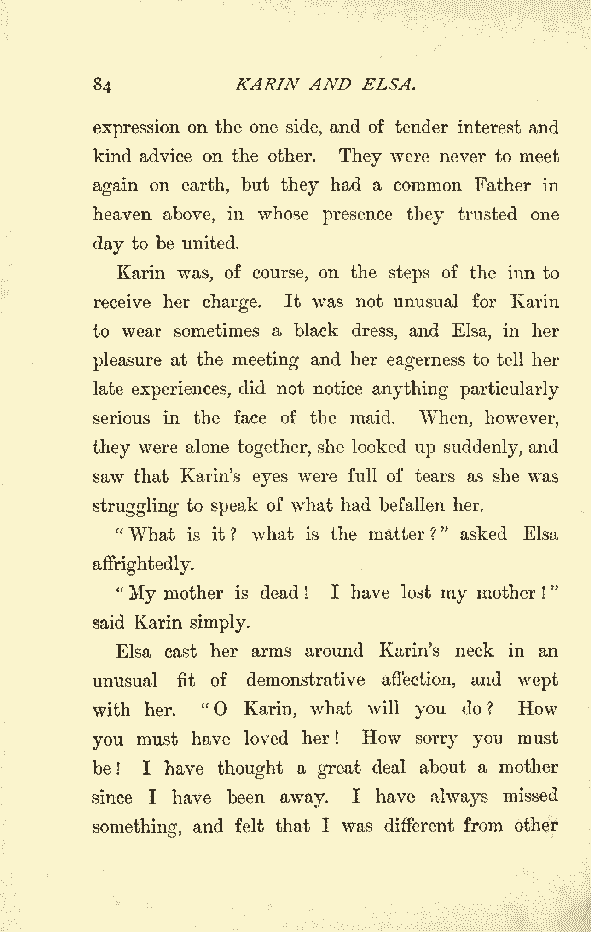 84 KARIN AND ELSA.
expression on the one side, and of tender interest and
kind advice on the other. They were never to meet
again on earth, but they had a common Father in
heaven above, in whose presence they trusted one
day to be united.
Karin was, of course, on the steps of the inn to
receive her charge. It was not unusual for Karin
to wear sometimes a black dress, and Elsa, in her
pleasure at the meeting and her eagerness to tell her
late experiences, did not notice anything particularly
serious in the face of the maid. When, however,
they were alone together, she looked up suddenly, and
saw that Karin's eyes were full of tears as she was
struggling to speak of what had befallen her.
"What is it? what is the matter?" asked Elsa
affrightedly.
"My mother is dead! I have lost my mother!"
said Karin simply.
Elsa cast her arms around Karin's neck in an
unusual fit of demonstrative affection, and wept
with her. "O Karin, what will you do? How
you must have loved her! How sorry you must
be! I have thought a great deal about a mother
since I have been away. I have always missed
something, and felt that I was different from other